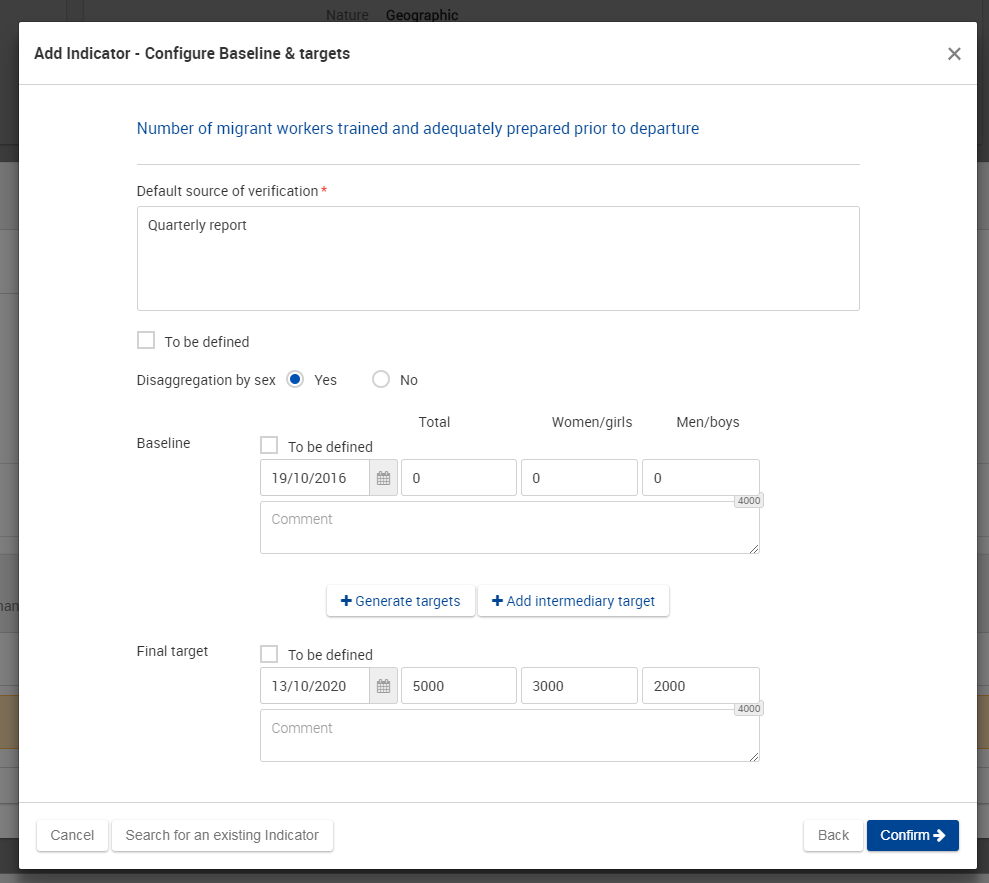 Nature Geographic
Add Indicator - Configure Baseline & targets
Number of migrant workers trained and adequately prepared prior to departure
Default source of verification *
Quarterly report
To be defined
Disaggregation by sex Yes No
Total Women/girls Men/boys
Baseline To be defined
19/10/2016 0 0 0
4000
Comment
Generate targets Add intermediary target
Final target To be defined
13/10/2020 5000 3000 2000
4000
Comment
Cancel Search for an existing Indicator Back Confirm